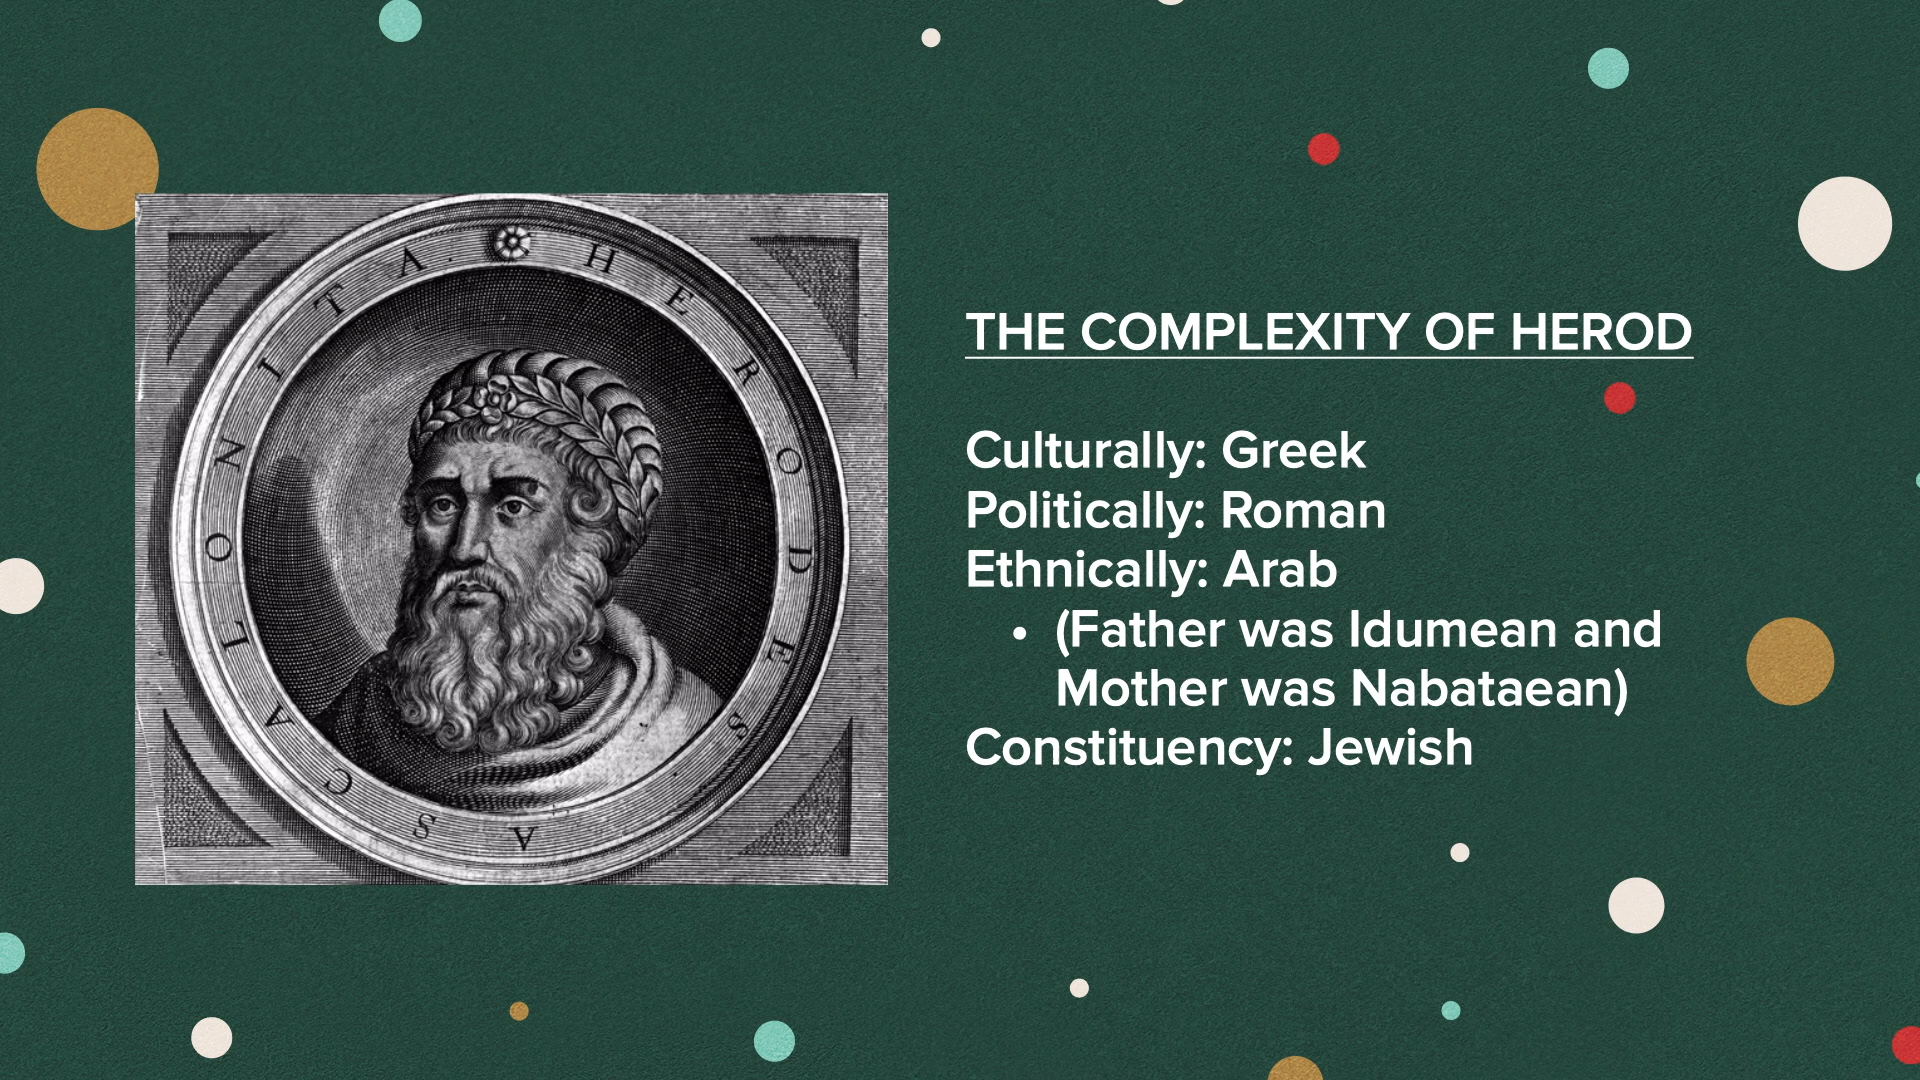 HERODES ASCALONITA.
THE COMPLEXITY OF HEROD
Culturally: Greek
Politically: Roman
Ethnically: Arab
• (Father was Idumean and
Mother was Nabataean)
Constituency: Jewish